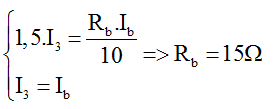 1,5.I₃ = R_b.I_b / 10 => R_b = 15Ω
I₃ = I_b